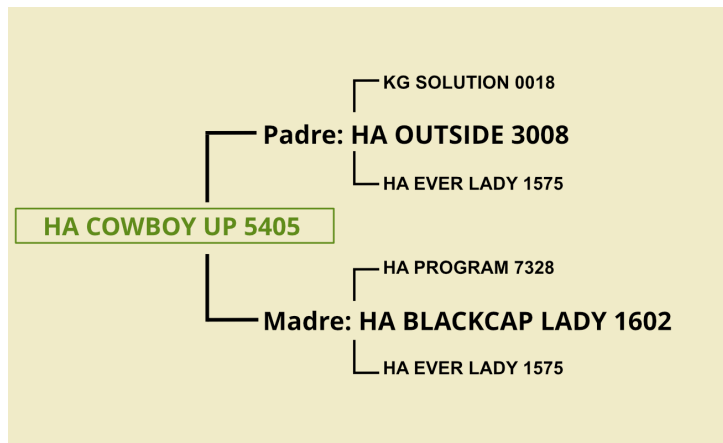 KG SOLUTION 0018
Padre: HA OUTSIDE 3008
HA EVER LADY 1575
HA COWBOY UP 5405
HA PROGRAM 7328
Madre: HA BLACKCAP LADY 1602
HA EVER LADY 1575